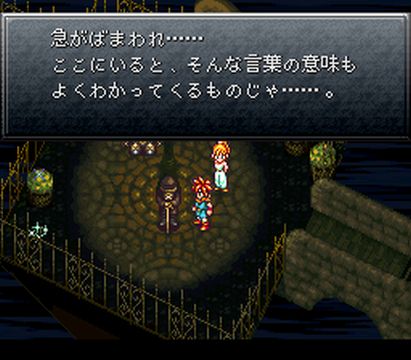 急がばまわれ……
ここにいると、そんな言葉の意味も
よくわかってくるものじゃ……。